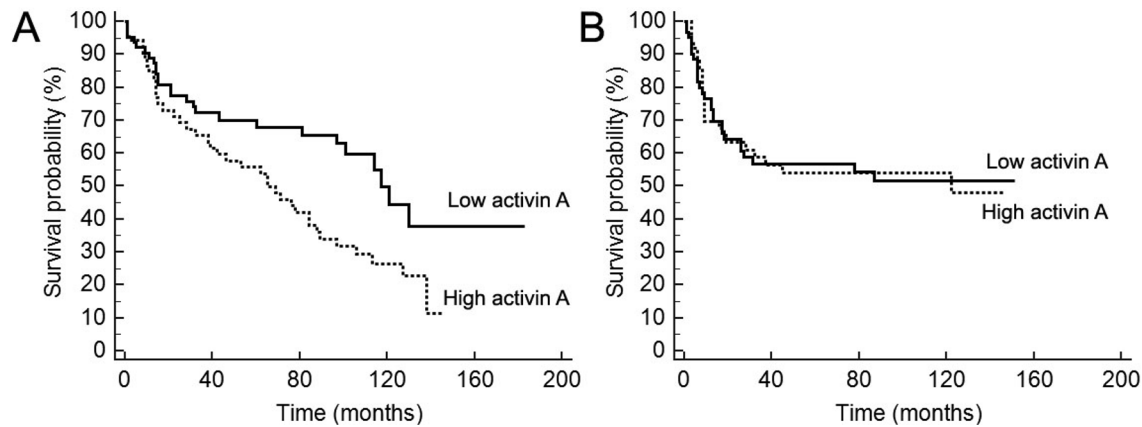 A
Survival probability (%)
100
90
80
70
60
50
40
30
20
10
0
Low activin A
High activin A
0 40 80 120 160 200
Time (months)
B
Survival probability (%)
100
90
80
70
60
50
40
30
20
10
0
Low activin A
High activin A
0 40 80 120 160 200
Time (months)